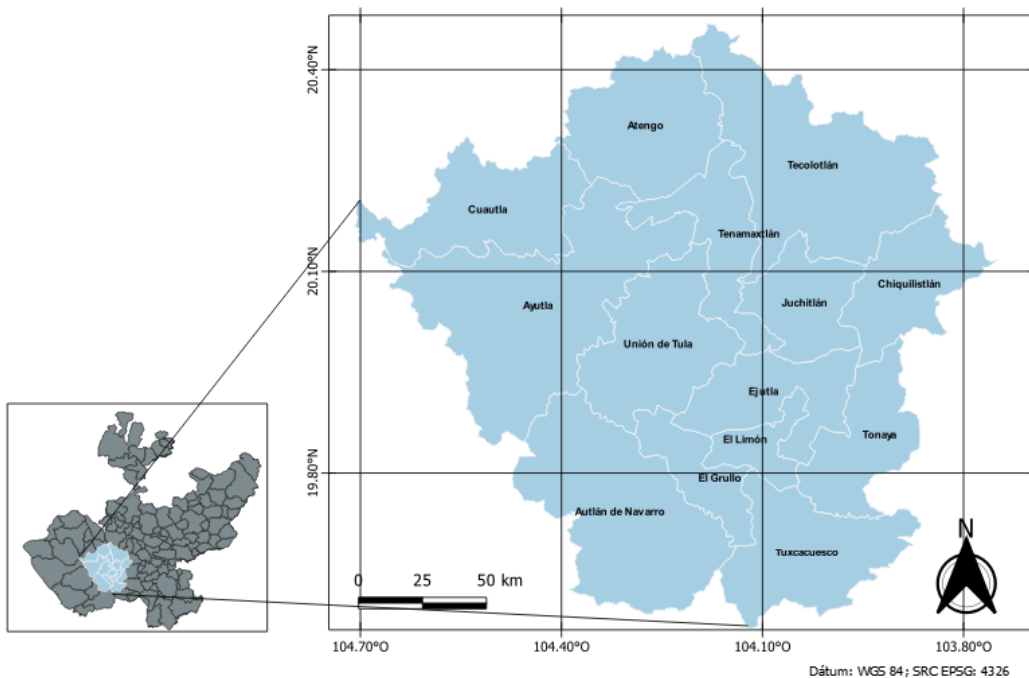 20.40°N
Atengo
Tecolotlán
Cuautla
Tenamaxtlán
20.10°N
Chiquilistlán
Ayutla
Juchitlán
Unión de Tula
Ejutla
El Limón
Tonaya
19.80°N
El Grullo
Autlán de Navarro
N
Tuxcacuesco
0 25 50 km
104.70°O 104.40°O 104.10°O 103.80°O
Dátum: WGS 84; SRC EPSG: 4326